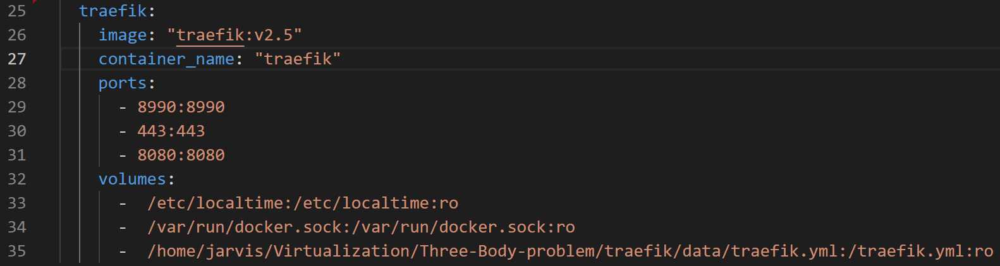 25 traefik:
26 image: "traefik:v2.5"
27 container_name: "traefik"
28 ports:
29 - 8990:8990
30 - 443:443
31 - 8080:8080
32 volumes:
33 - /etc/localtime:/etc/localtime:ro
34 - /var/run/docker.sock:/var/run/docker.sock:ro
35 - /home/jarvis/Virtualization/Three-Body-problem/traefik/data/traefik.yml:/traefik.yml:ro